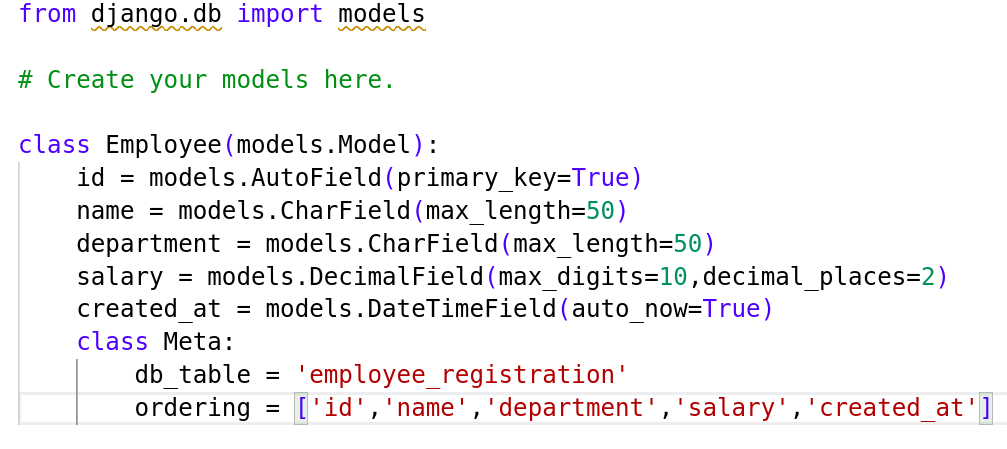 from django.db import models
# Create your models here.
class Employee(models.Model):
    id = models.AutoField(primary_key=True)
    name = models.CharField(max_length=50)
    department = models.CharField(max_length=50)
    salary = models.DecimalField(max_digits=10,decimal_places=2)
    created_at = models.DateTimeField(auto_now=True)
    class Meta:
        db_table = 'employee_registration'
        ordering = ['id','name','department','salary','created_at']